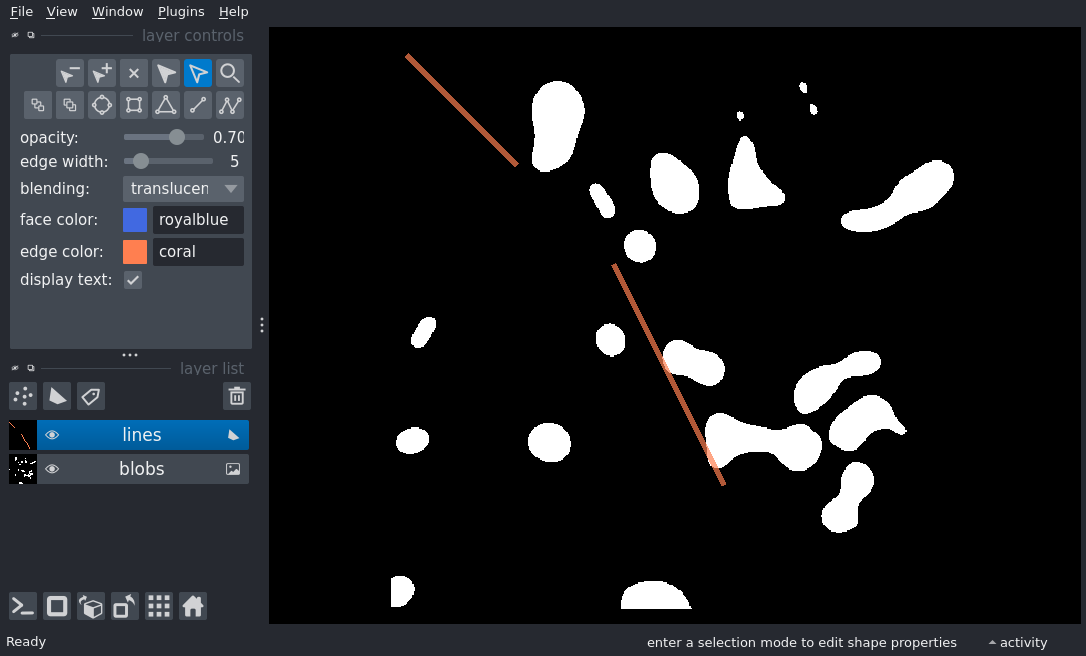 File View Window Plugins Help
layer controls
opacity: 0.70
edge width: 5
blending: translucen
face color: royalblue
edge color: coral
display text:
layer list
lines
blobs
Ready enter a selection mode to edit shape properties activity